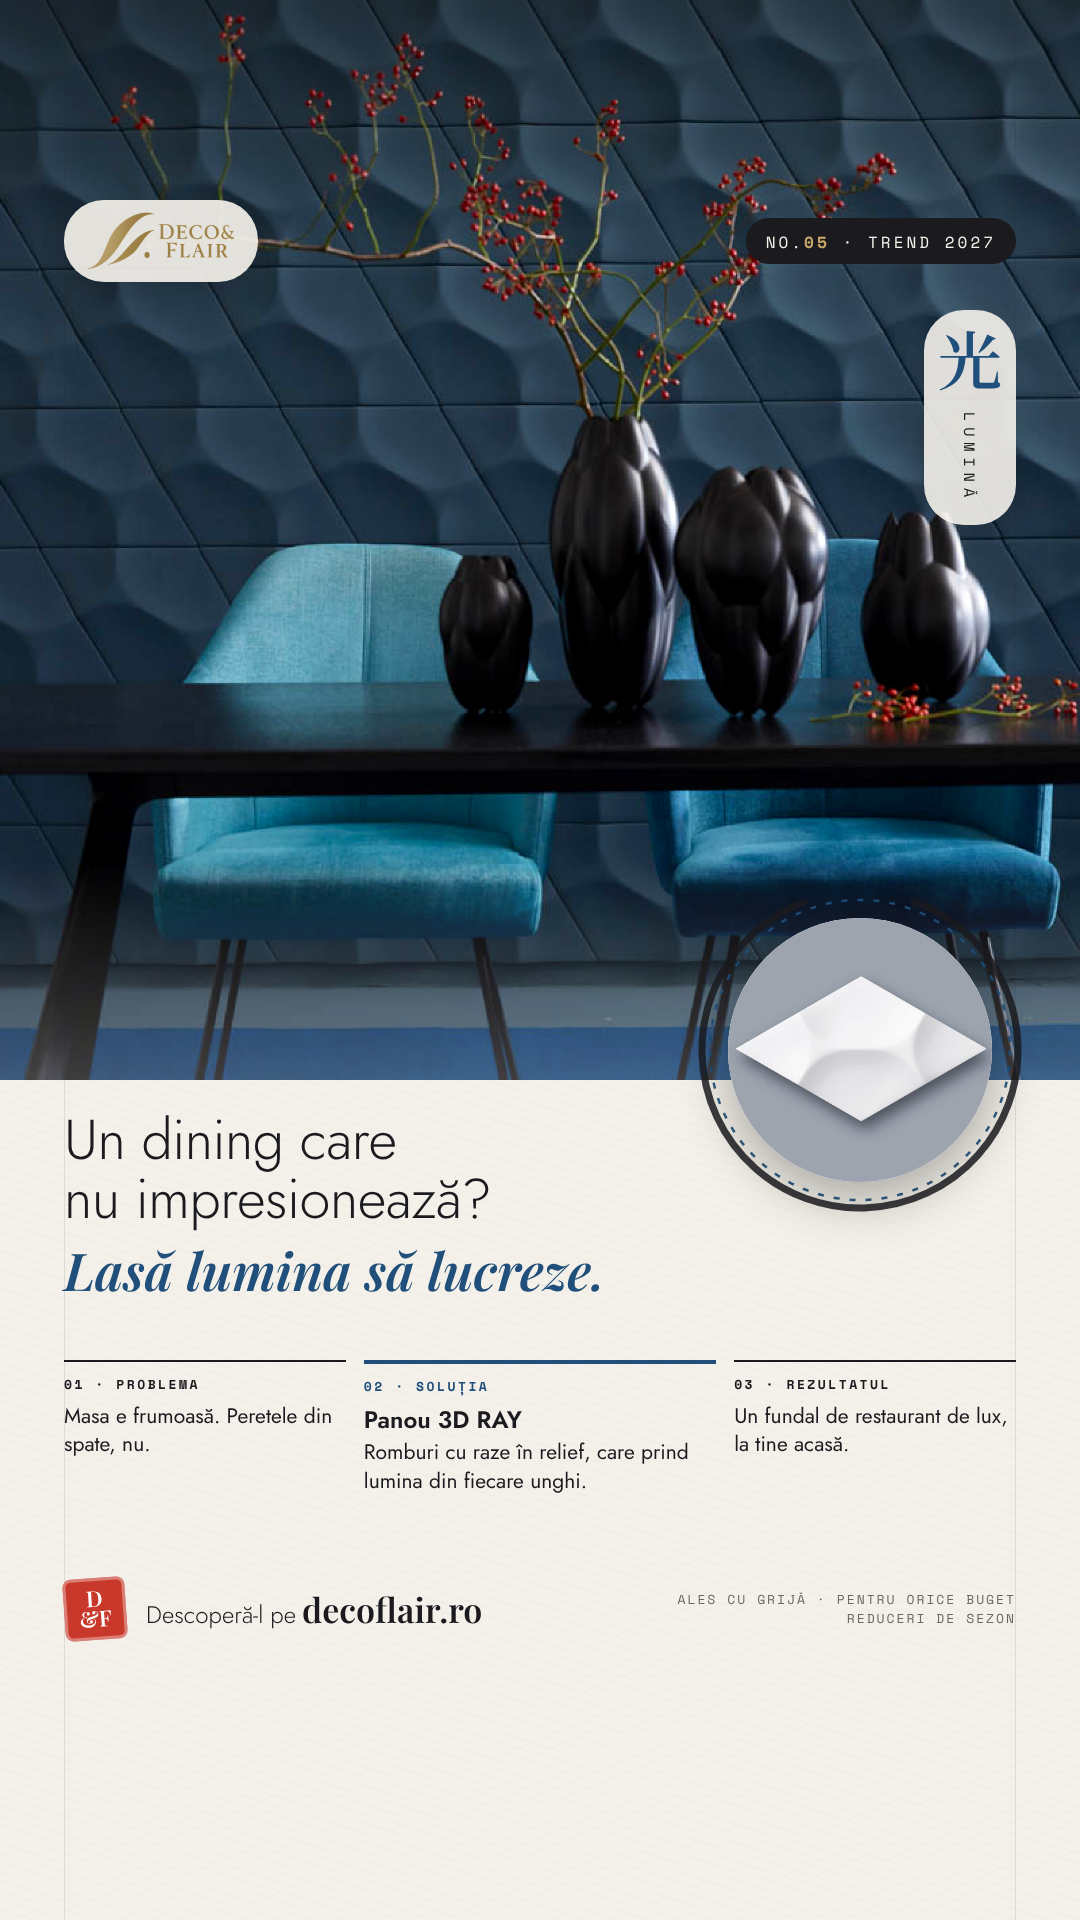 DECO&
FLAIR
NO.05 · TREND 2027
光
LUMINĂ
Un dining care
nu impresionează?
Lasă lumina să lucreze.
01 · PROBLEMA
Masa e frumoasă. Peretele din
spate, nu.
02 · SOLUȚIA
Panou 3D RAY
Romburi cu raze în relief, care prind
lumina din fiecare unghi.
03 · REZULTATUL
Un fundal de restaurant de lux,
la tine acasă.
D
&F
Descoperă-l pe decoflair.ro
ALES CU GRIJĂ · PENTRU ORICE BUGET
REDUCERI DE SEZON